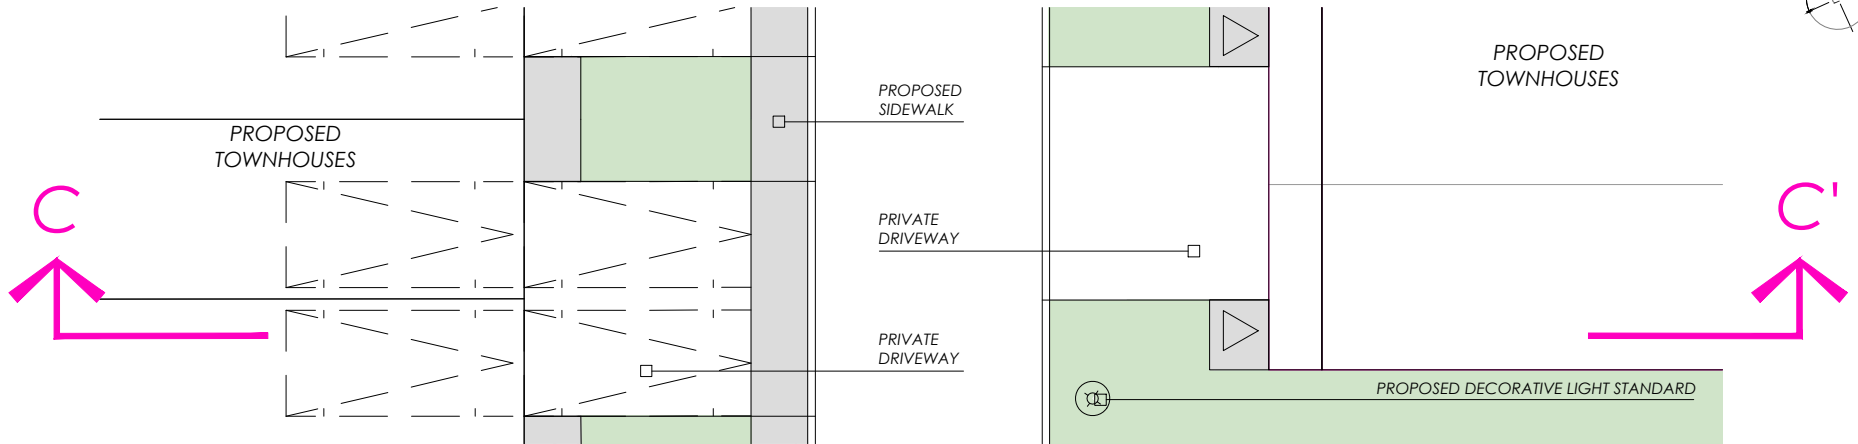 PROPOSED
TOWNHOUSES
PROPOSED
SIDEWALK
PROPOSED
TOWNHOUSES
C
C'
PRIVATE
DRIVEWAY
PRIVATE
DRIVEWAY
PROPOSED DECORATIVE LIGHT STANDARD